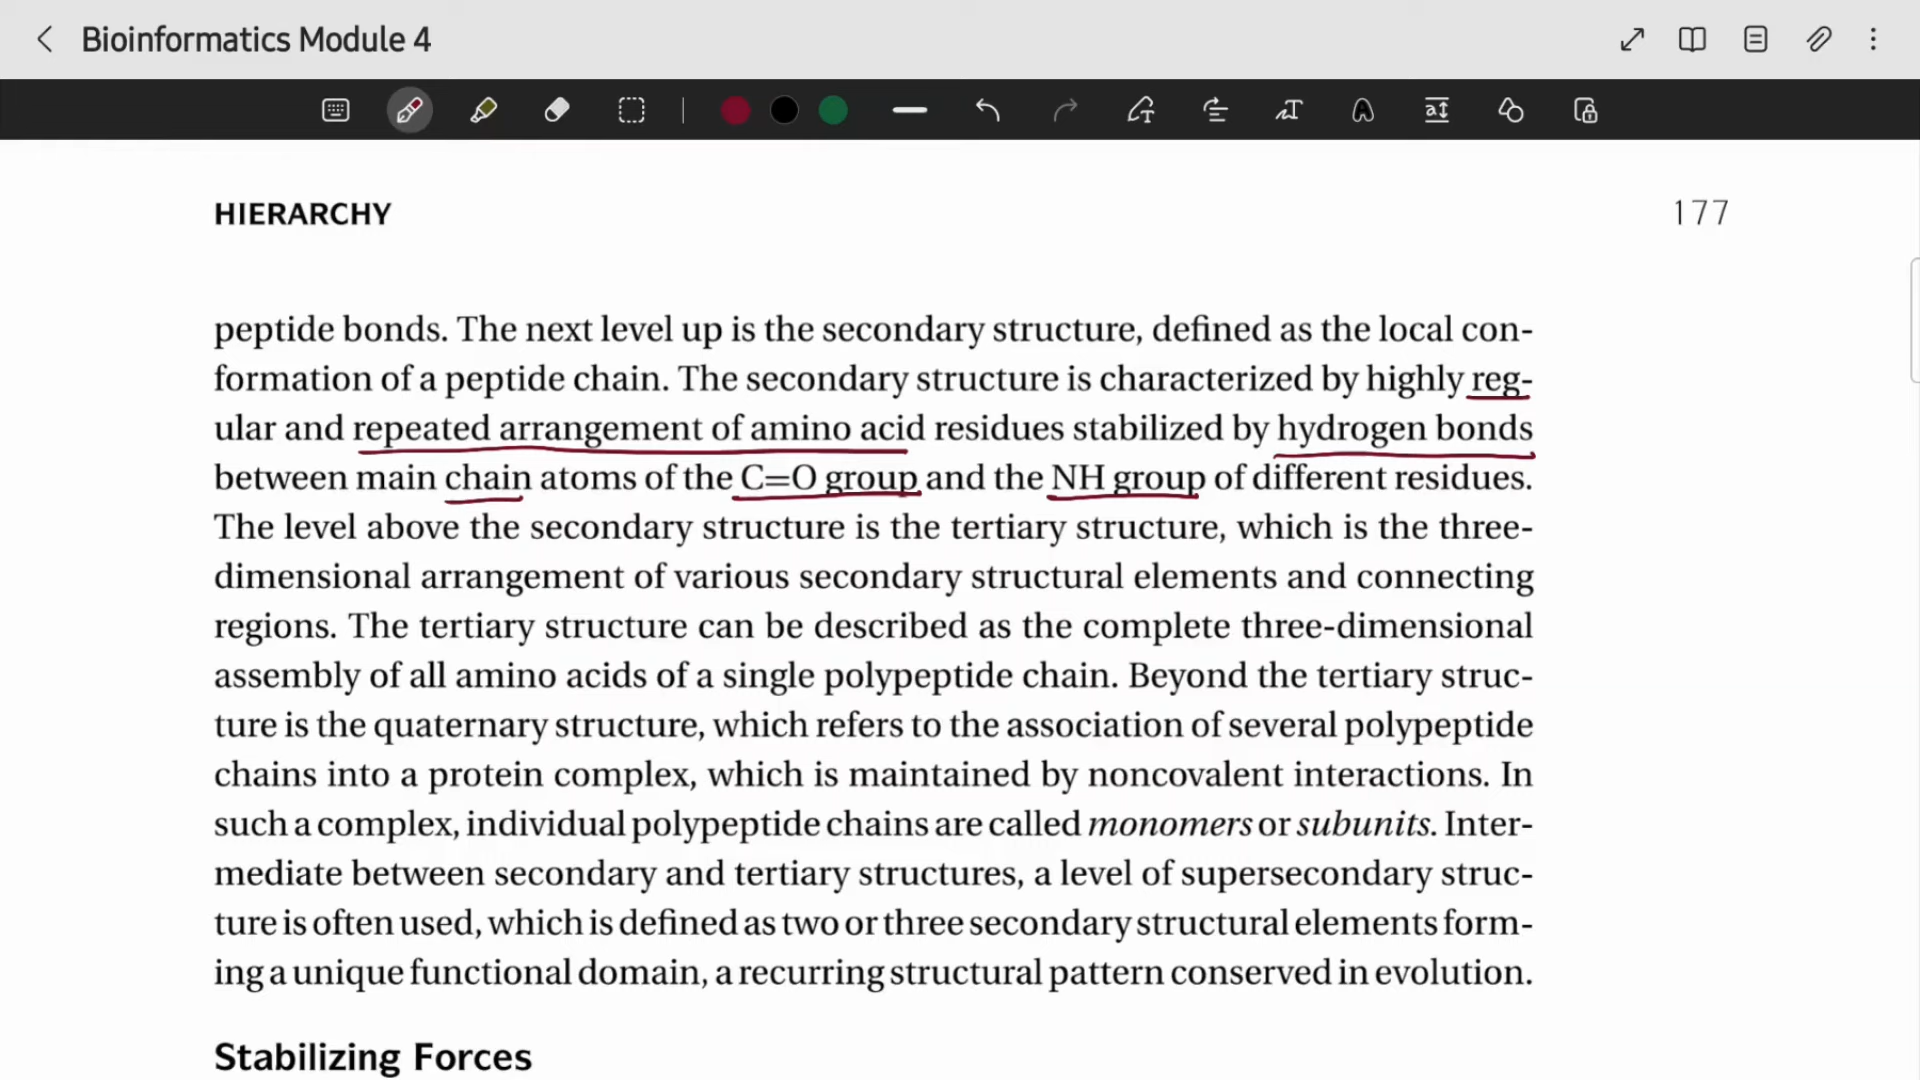 Bioinformatics Module 4
HIERARCHY 177
peptide bonds. The next level up is the secondary structure, defined as the local con-
formation of a peptide chain. The secondary structure is characterized by highly reg-
ular and repeated arrangement of amino acid residues stabilized by hydrogen bonds
between main chain atoms of the C=O group and the NH group of different residues.
The level above the secondary structure is the tertiary structure, which is the three-
dimensional arrangement of various secondary structural elements and connecting
regions. The tertiary structure can be described as the complete three-dimensional
assembly of all amino acids of a single polypeptide chain. Beyond the tertiary struc-
ture is the quaternary structure, which refers to the association of several polypeptide
chains into a protein complex, which is maintained by noncovalent interactions. In
such a complex, individual polypeptide chains are called monomers or subunits. Inter-
mediate between secondary and tertiary structures, a level of supersecondary struc-
ture is often used, which is defined as two or three secondary structural elements form-
ing a unique functional domain, a recurring structural pattern conserved in evolution.
Stabilizing Forces